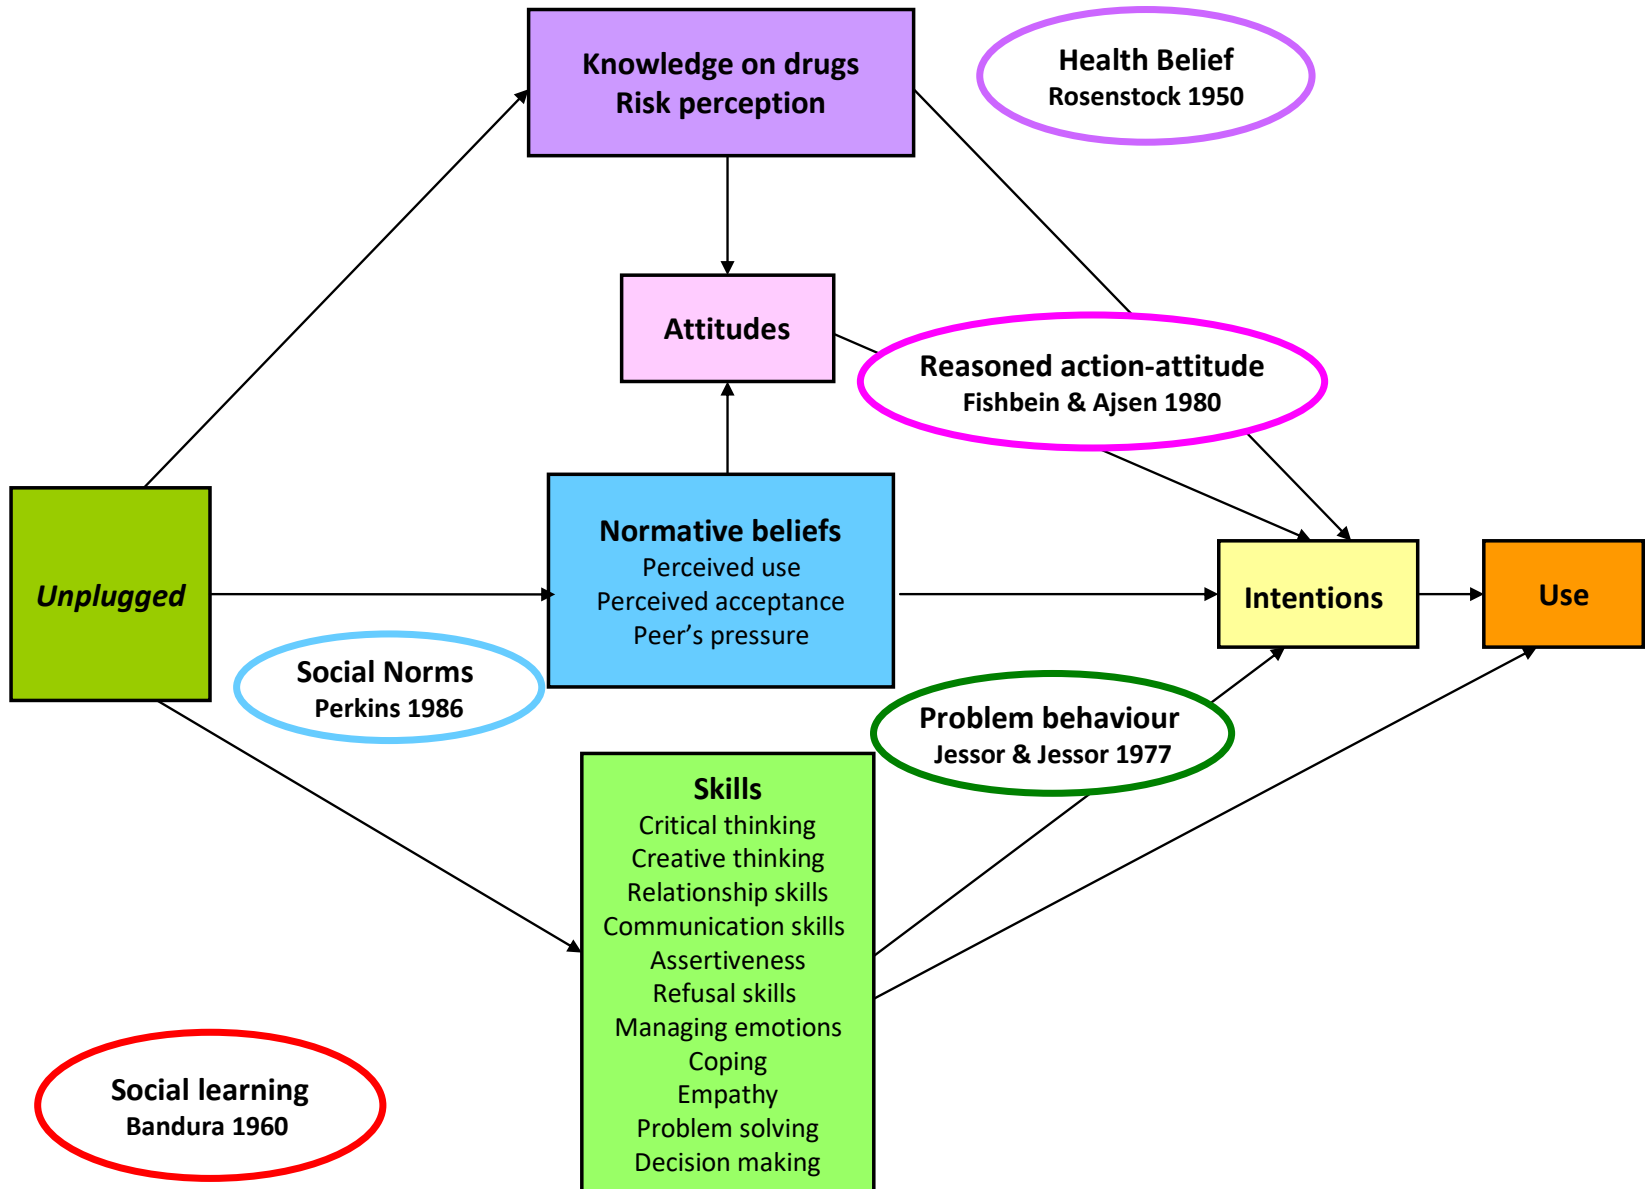 Knowledge on drugs
Risk perception
Health Belief
Rosenstock 1950
Attitudes
Reasoned action-attitude
Fishbein & Ajsen 1980
Unplugged
Normative beliefs
Perceived use
Perceived acceptance
Peer’s pressure
Intentions
Use
Social Norms
Perkins 1986
Problem behaviour
Jessor & Jessor 1977
Skills
Critical thinking
Creative thinking
Relationship skills
Communication skills
Assertiveness
Refusal skills
Managing emotions
Coping
Empathy
Problem solving
Decision making
Social learning
Bandura 1960